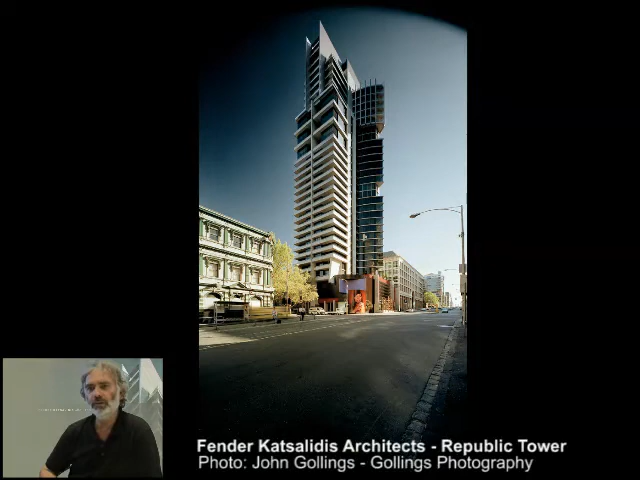 Fender Katsalidis Architects - Republic Tower
Photo: John Gollings - Gollings Photography